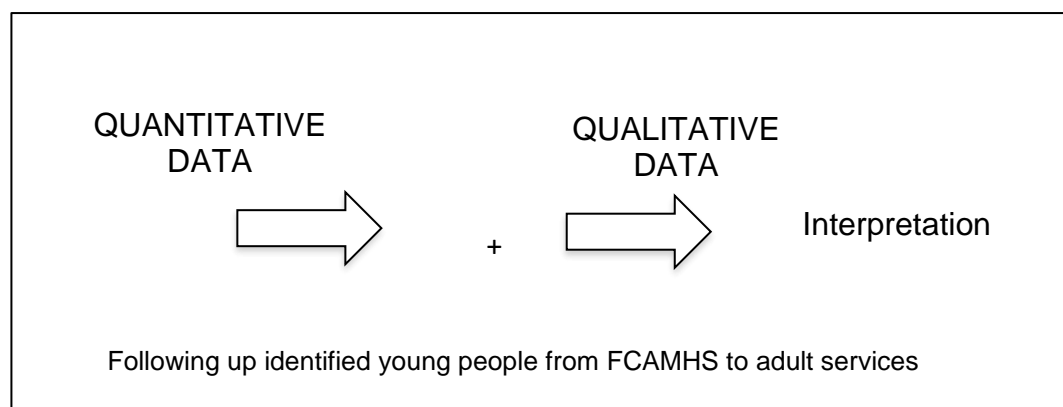 QUANTITATIVE
DATA
QUALITATIVE
DATA
+
Interpretation
Following up identified young people from FCAMHS to adult services